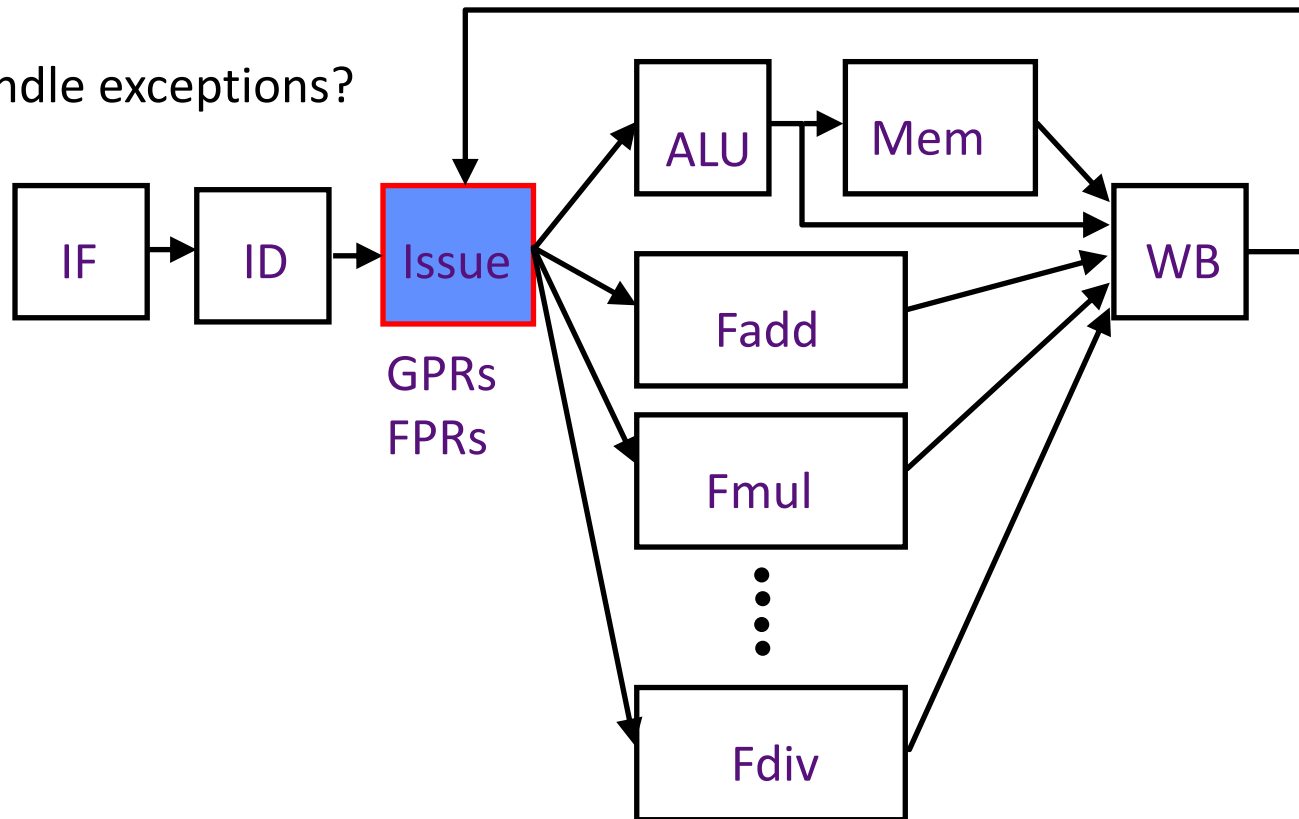 ndle exceptions?
ALU
Mem
IF
ID
Issue
WB
Fadd
GPRs
FPRs
Fmul
Fdiv